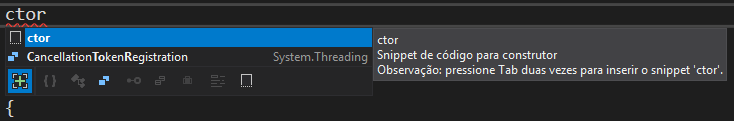 ctor
ctor
CancellationTokenRegistration System.Threading
ctor
Snippet de código para construtor
Observação: pressione Tab duas vezes para inserir o snippet 'ctor'.
{ }
{